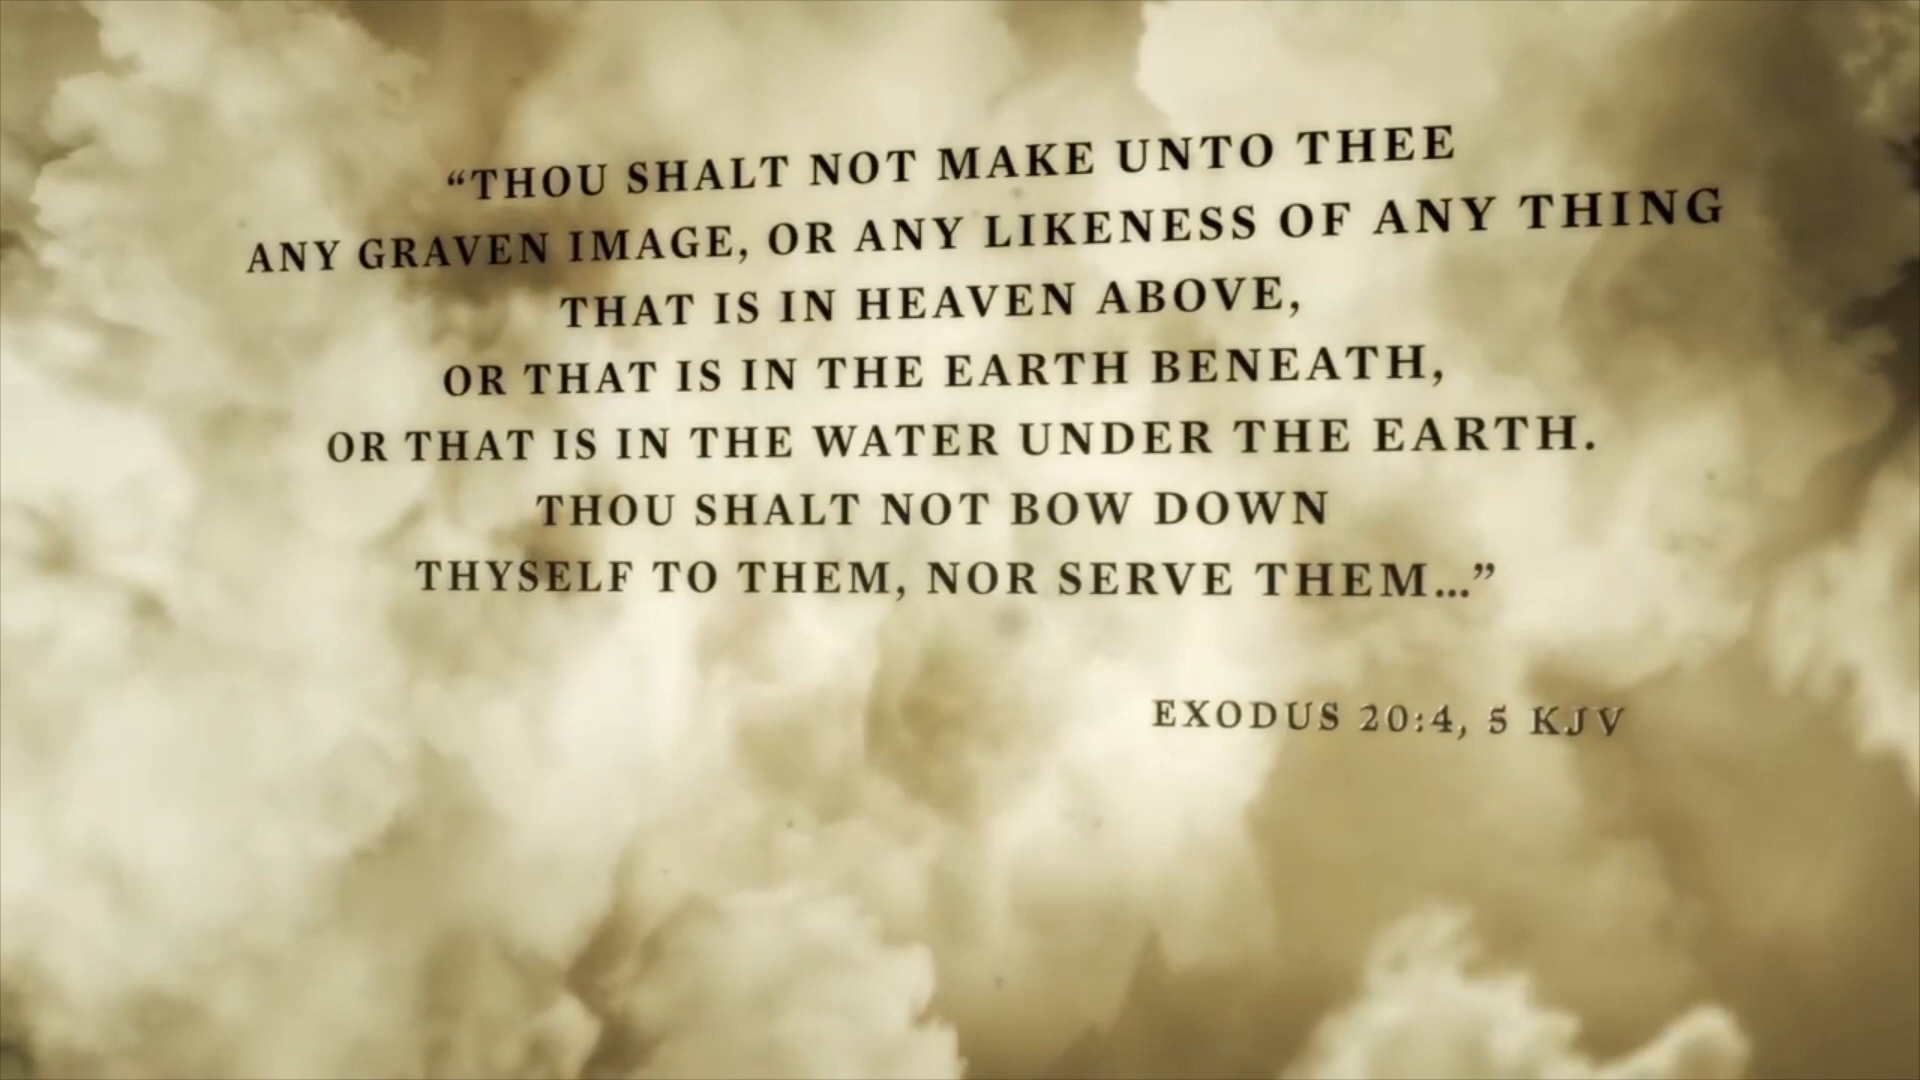 “THOU SHALT NOT MAKE UNTO THEE
ANY GRAVEN IMAGE, OR ANY LIKENESS OF ANY THING
THAT IS IN HEAVEN ABOVE,
OR THAT IS IN THE EARTH BENEATH,
OR THAT IS IN THE WATER UNDER THE EARTH.
THOU SHALT NOT BOW DOWN
THYSELF TO THEM, NOR SERVE THEM...”
EXODUS 20:4, 5 KJV